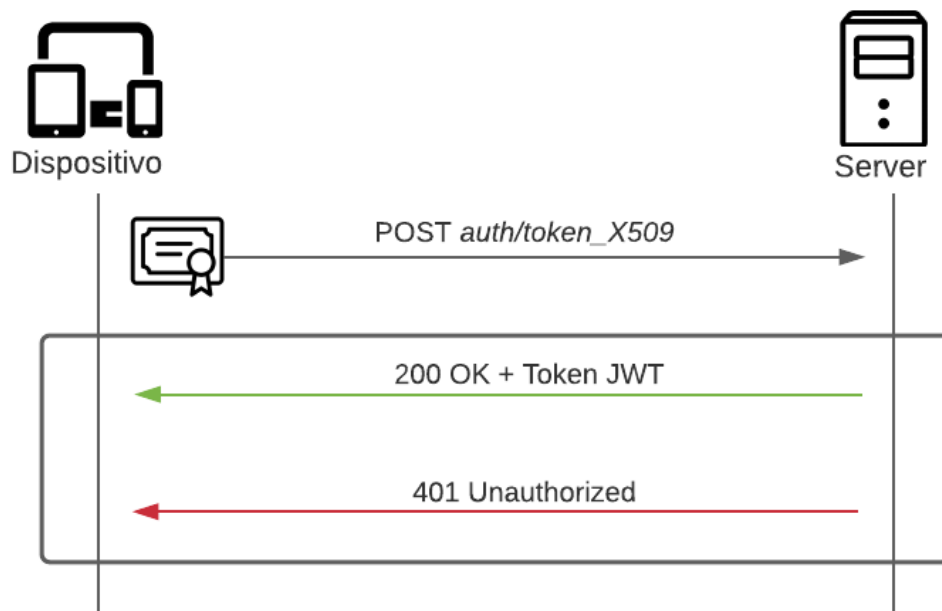 Dispositivo
Server
POST auth/token_X509
200 OK + Token JWT
401 Unauthorized